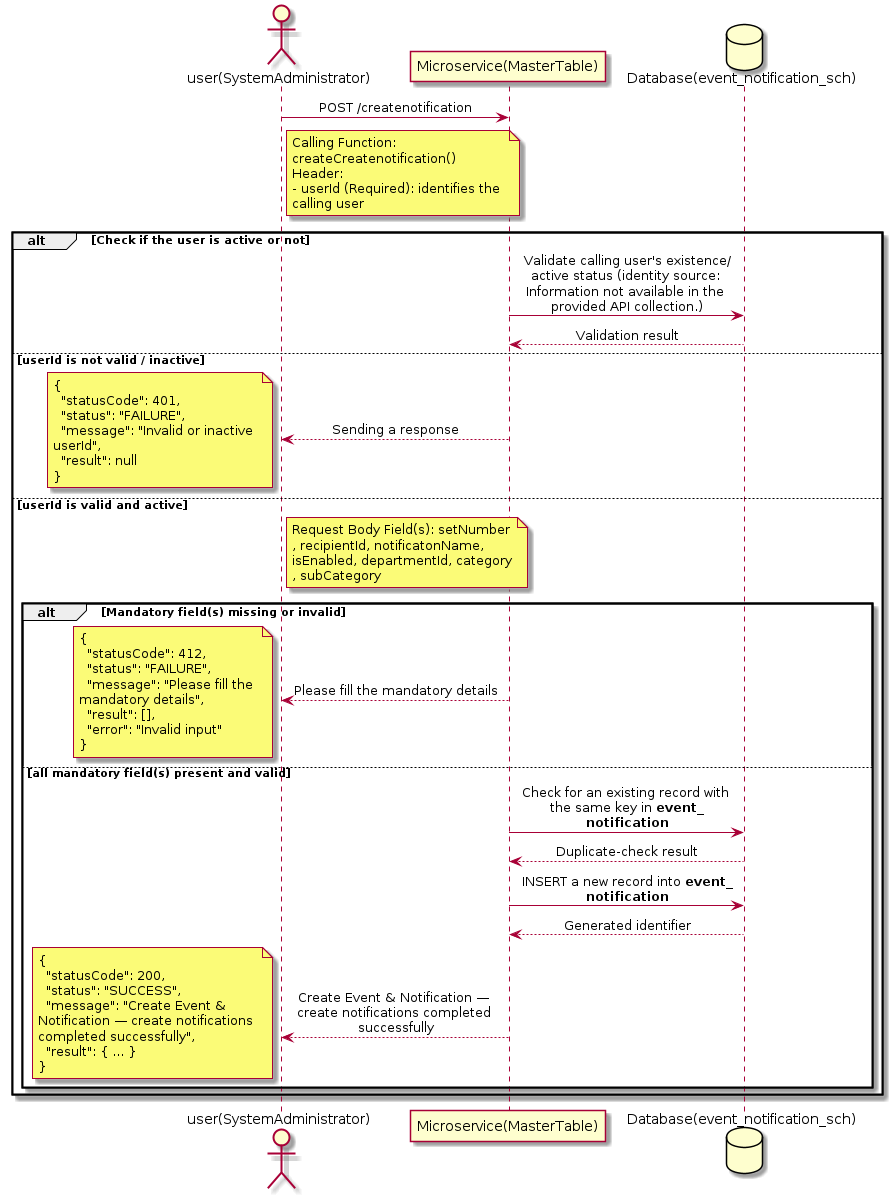 user(SystemAdministrator)
Microservice(MasterTable)
Database(event_notification_sch)
POST /createnotification
Calling Function:
createCreatenotification()
Header:
- userId (Required): identifies the
calling user
alt
[Check if the user is active or not]
Validate calling user's existence/
active status (identity source:
Information not available in the
provided API collection.)
Validation result
[userId is not valid / inactive]
{
"statusCode": 401,
"status": "FAILURE",
"message": "Invalid or inactive
userId",
"result": null
}
Sending a response
[userId is valid and active]
Request Body Field(s): setNumber
, recipientId, notificatonName,
isEnabled, departmentId, category
, subCategory
alt
[Mandatory field(s) missing or invalid]
{
"statusCode": 412,
"status": "FAILURE",
"message": "Please fill the
mandatory details",
"result": [],
"error": "Invalid input"
}
Please fill the mandatory details
[all mandatory field(s) present and valid]
Check for an existing record with
the same key in event_
notification
Duplicate-check result
INSERT a new record into event_
notification
Generated identifier
{
"statusCode": 200,
"status": "SUCCESS",
"message": "Create Event &
Notification — create notifications
completed successfully",
"result": { ... }
}
Create Event & Notification —
create notifications completed
successfully
user(SystemAdministrator)
Microservice(MasterTable)
Database(event_notification_sch)